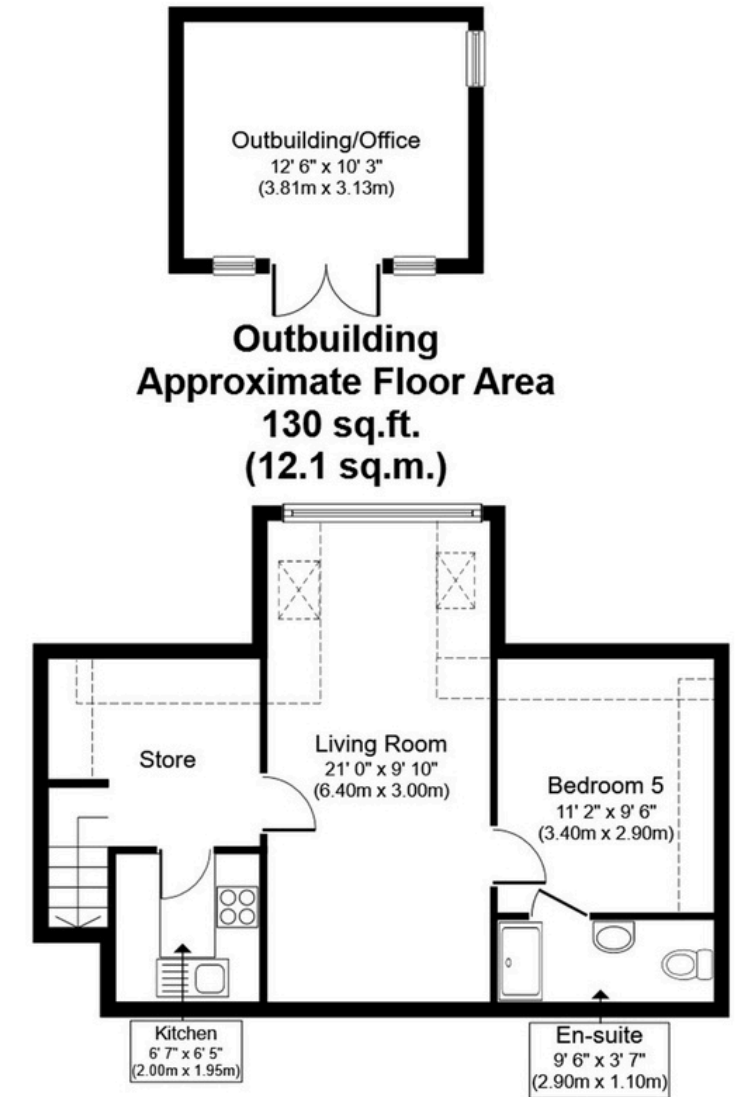 Outbuilding/Office
12' 6" x 10' 3"
(3.81m x 3.13m)
Outbuilding
Approximate Floor Area
130 sq.ft.
(12.1 sq.m.)
Store
Living Room
21' 0" x 9' 10"
(6.40m x 3.00m)
Bedroom 5
11' 2" x 9' 6"
(3.40m x 2.90m)
Kitchen
6' 7" x 6' 5"
(2.00m x 1.95m)
En-suite
9' 6" x 3' 7"
(2.90m x 1.10m)